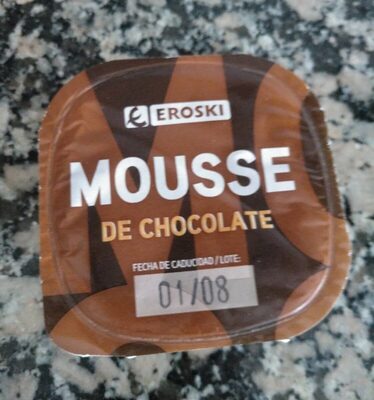 EROSKI
MOUSSE
DE CHOCOLATE
FECHA DE CADUCIDAD / LOTE:
01/08